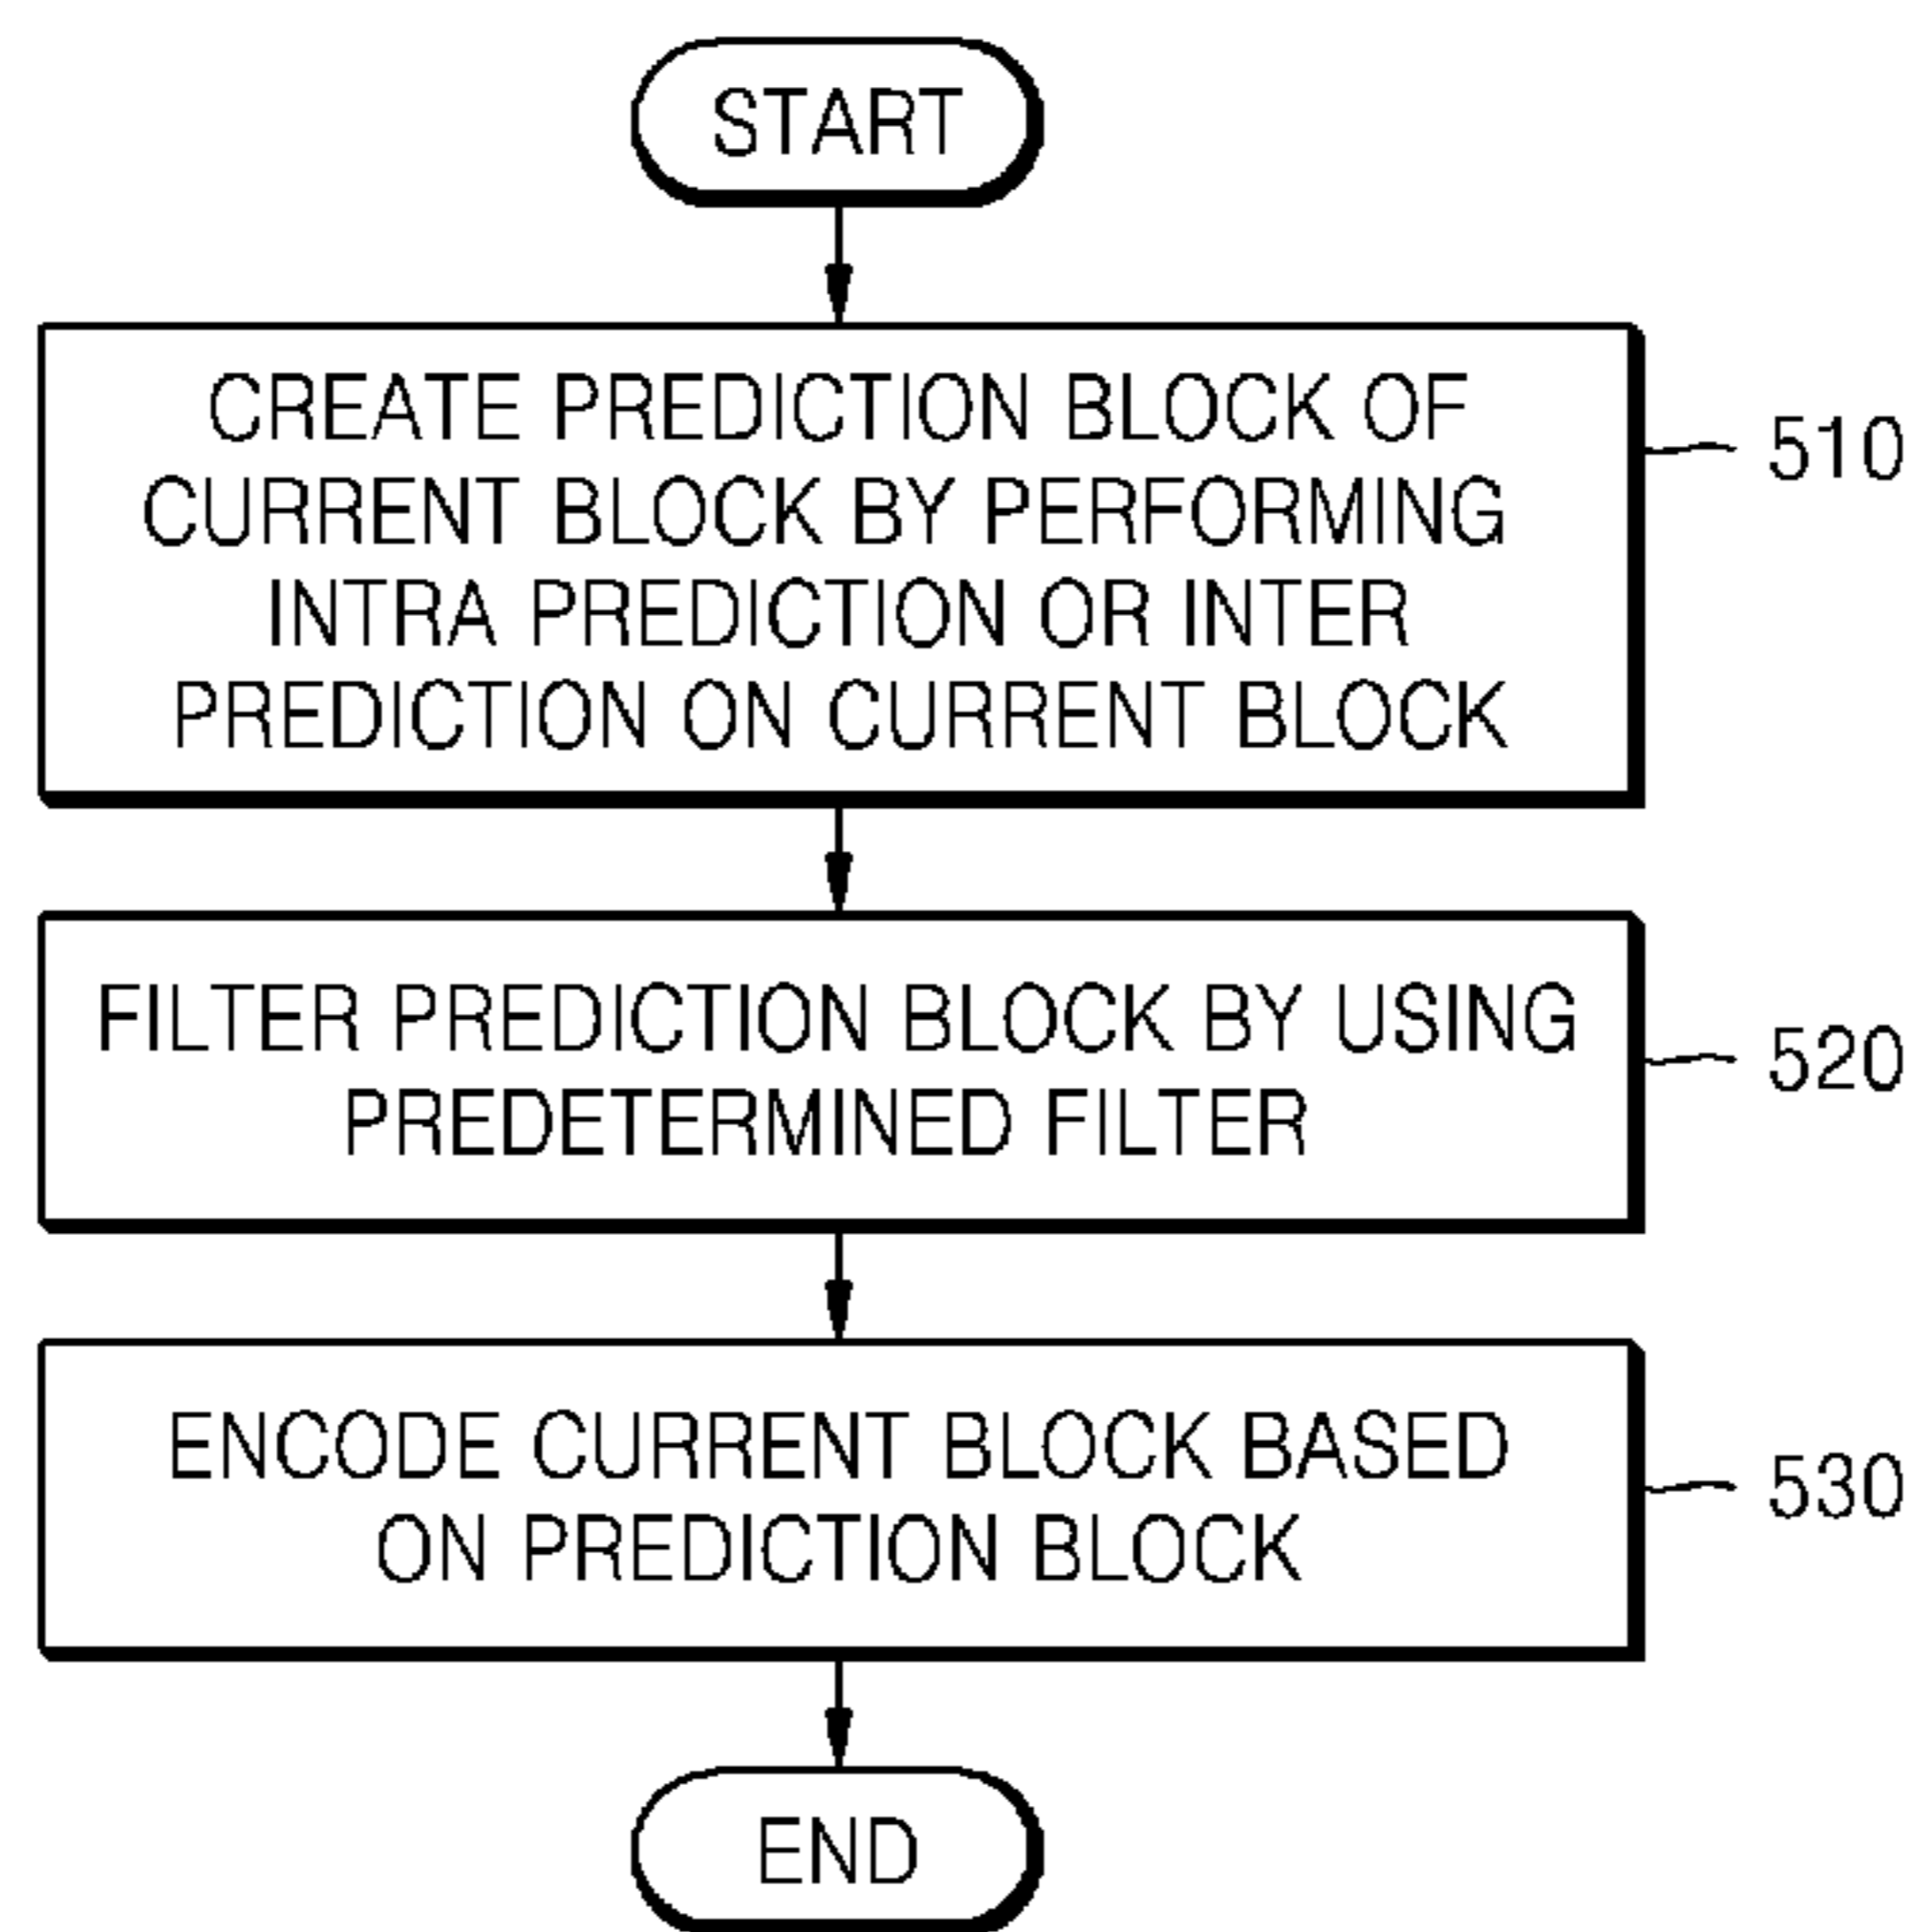 START
CREATE PREDICTION BLOCK OF
CURRENT BLOCK BY PERFORMING
INTRA PREDICTION OR INTER
PREDICTION ON CURRENT BLOCK
510
FILTER PREDICTION BLOCK BY USING
PREDETERMINED FILTER
520
ENCODE CURRENT BLOCK BASED
ON PREDICTION BLOCK
530
END